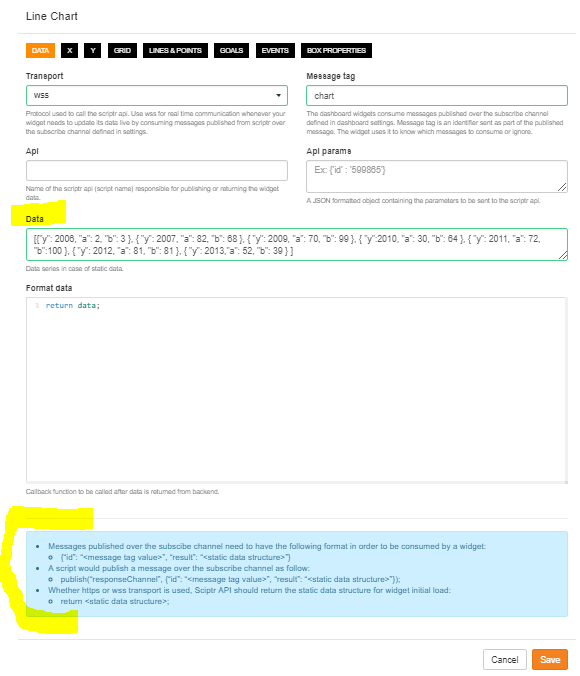 Line Chart
DATA X Y GRID LINES & POINTS GOALS EVENTS BOX PROPERTIES
Transport
wss
Protocol used to call the scriptr api. Use wss for real time communication whenever your
widget needs to update its data live by consuming messages published from scriptr over
the subscribe channel defined in settings.
Message tag
chart
The dashboard widgets consume messages published over the subscribe channel
defined in dashboard settings. Message tag is an identifier sent as part of the published
message. The widget uses it to know which messages to consume or ignore.
Api
Name of the scriptr api (script name) responsible for publishing or returning the widget
data.
Api params
Ex: {'id' : '599865'}
A JSON formatted object containing the parameters to be sent to the scriptr api.
Data
[{"y": 2006, "a": 2, "b": 3 }, { "y": 2007, "a": 82, "b": 68 }, { "y": 2009, "a": 70, "b": 99 }, { "y":2010, "a": 30, "b": 64 }, { "y": 2011, "a": 72,
"b":100 }, { "y": 2012, "a": 81, "b": 81 }, { "y": 2013,"a": 52, "b": 39 } ]
Data series in case of static data.
Format data
1 return data;
Callback function to be called after data is returned from backend.
• Messages published over the subscibe channel need to have the following format in order to be consumed by a widget:
{"id": "<message tag value>", "result": "<static data structure>"}
• A script would publish a message over the subscribe channel as follow:
publish("responseChannel", {"id": "<message tag value>", "result": "<static data structure>"});
• Whether https or wss transport is used, Sciptr API should return the static data structure for widget initial load:
return <static data structure>;
Cancel Save